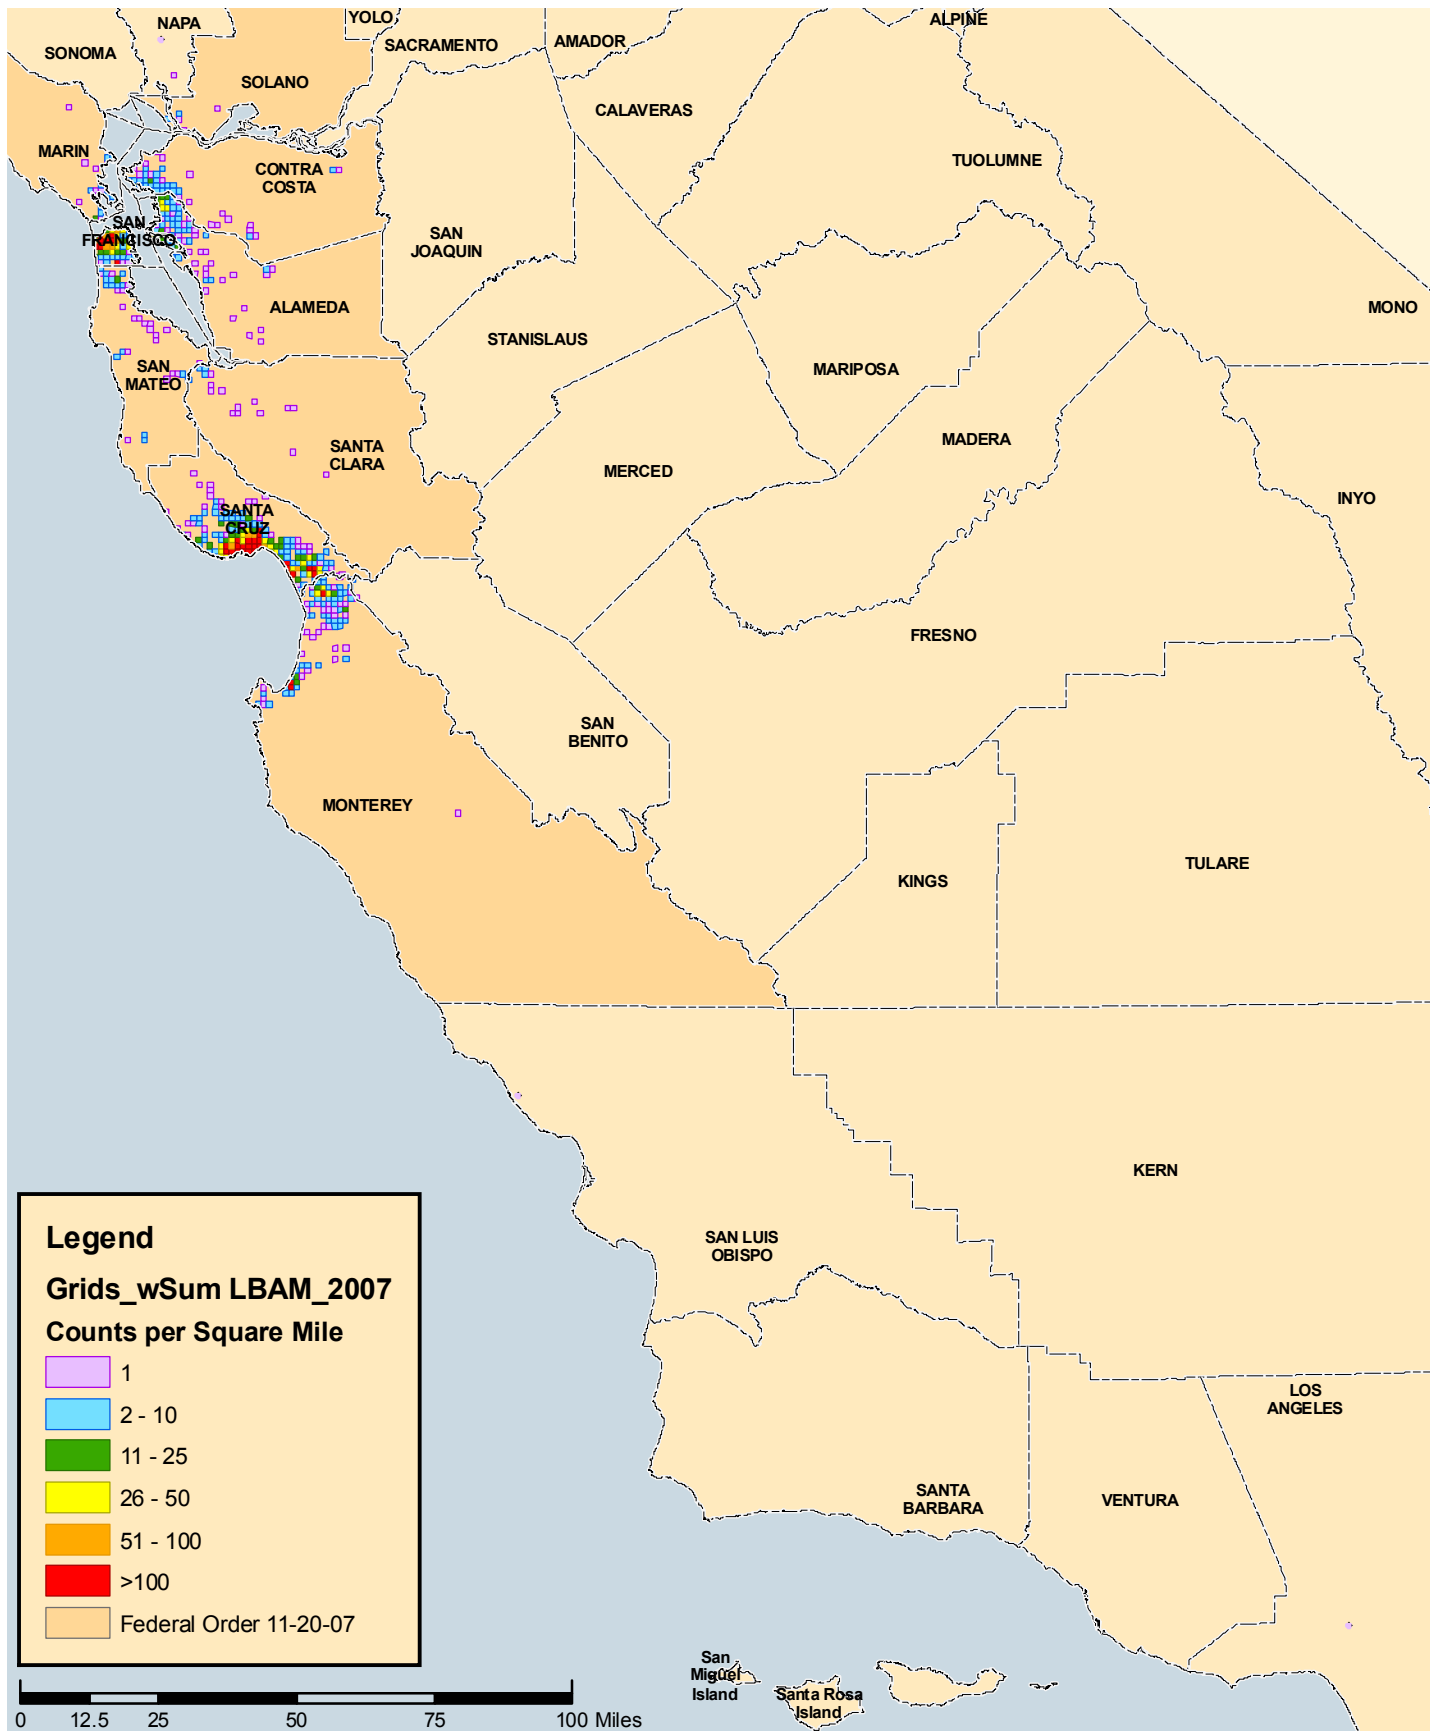 NAPA
YOLO
ALPINE
SONOMA
SACRAMENTO
AMADOR
SOLANO
CALAVERAS
MARIN
CONTRA
COSTA
TUOLUMNE
SAN
FRANCISCO
SAN
JOAQUIN
ALAMEDA
MONO
STANISLAUS
SAN
MATEO
MARIPOSA
SANTA
CLARA
MADERA
MERCED
INYO
SANTA
CRUZ
FRESNO
SAN
BENITO
MONTEREY
TULARE
KINGS
KERN
SAN LUIS
OBISPO
LOS
ANGELES
SANTA
BARBARA
VENTURA
San
Miguel
Island
Santa Rosa
Island
Legend
Grids_wSum LBAM_2007
Counts per Square Mile
1
2 - 10
11 - 25
26 - 50
51 - 100
>100
Federal Order 11-20-07
0 12.5 25 50 75 100 Miles